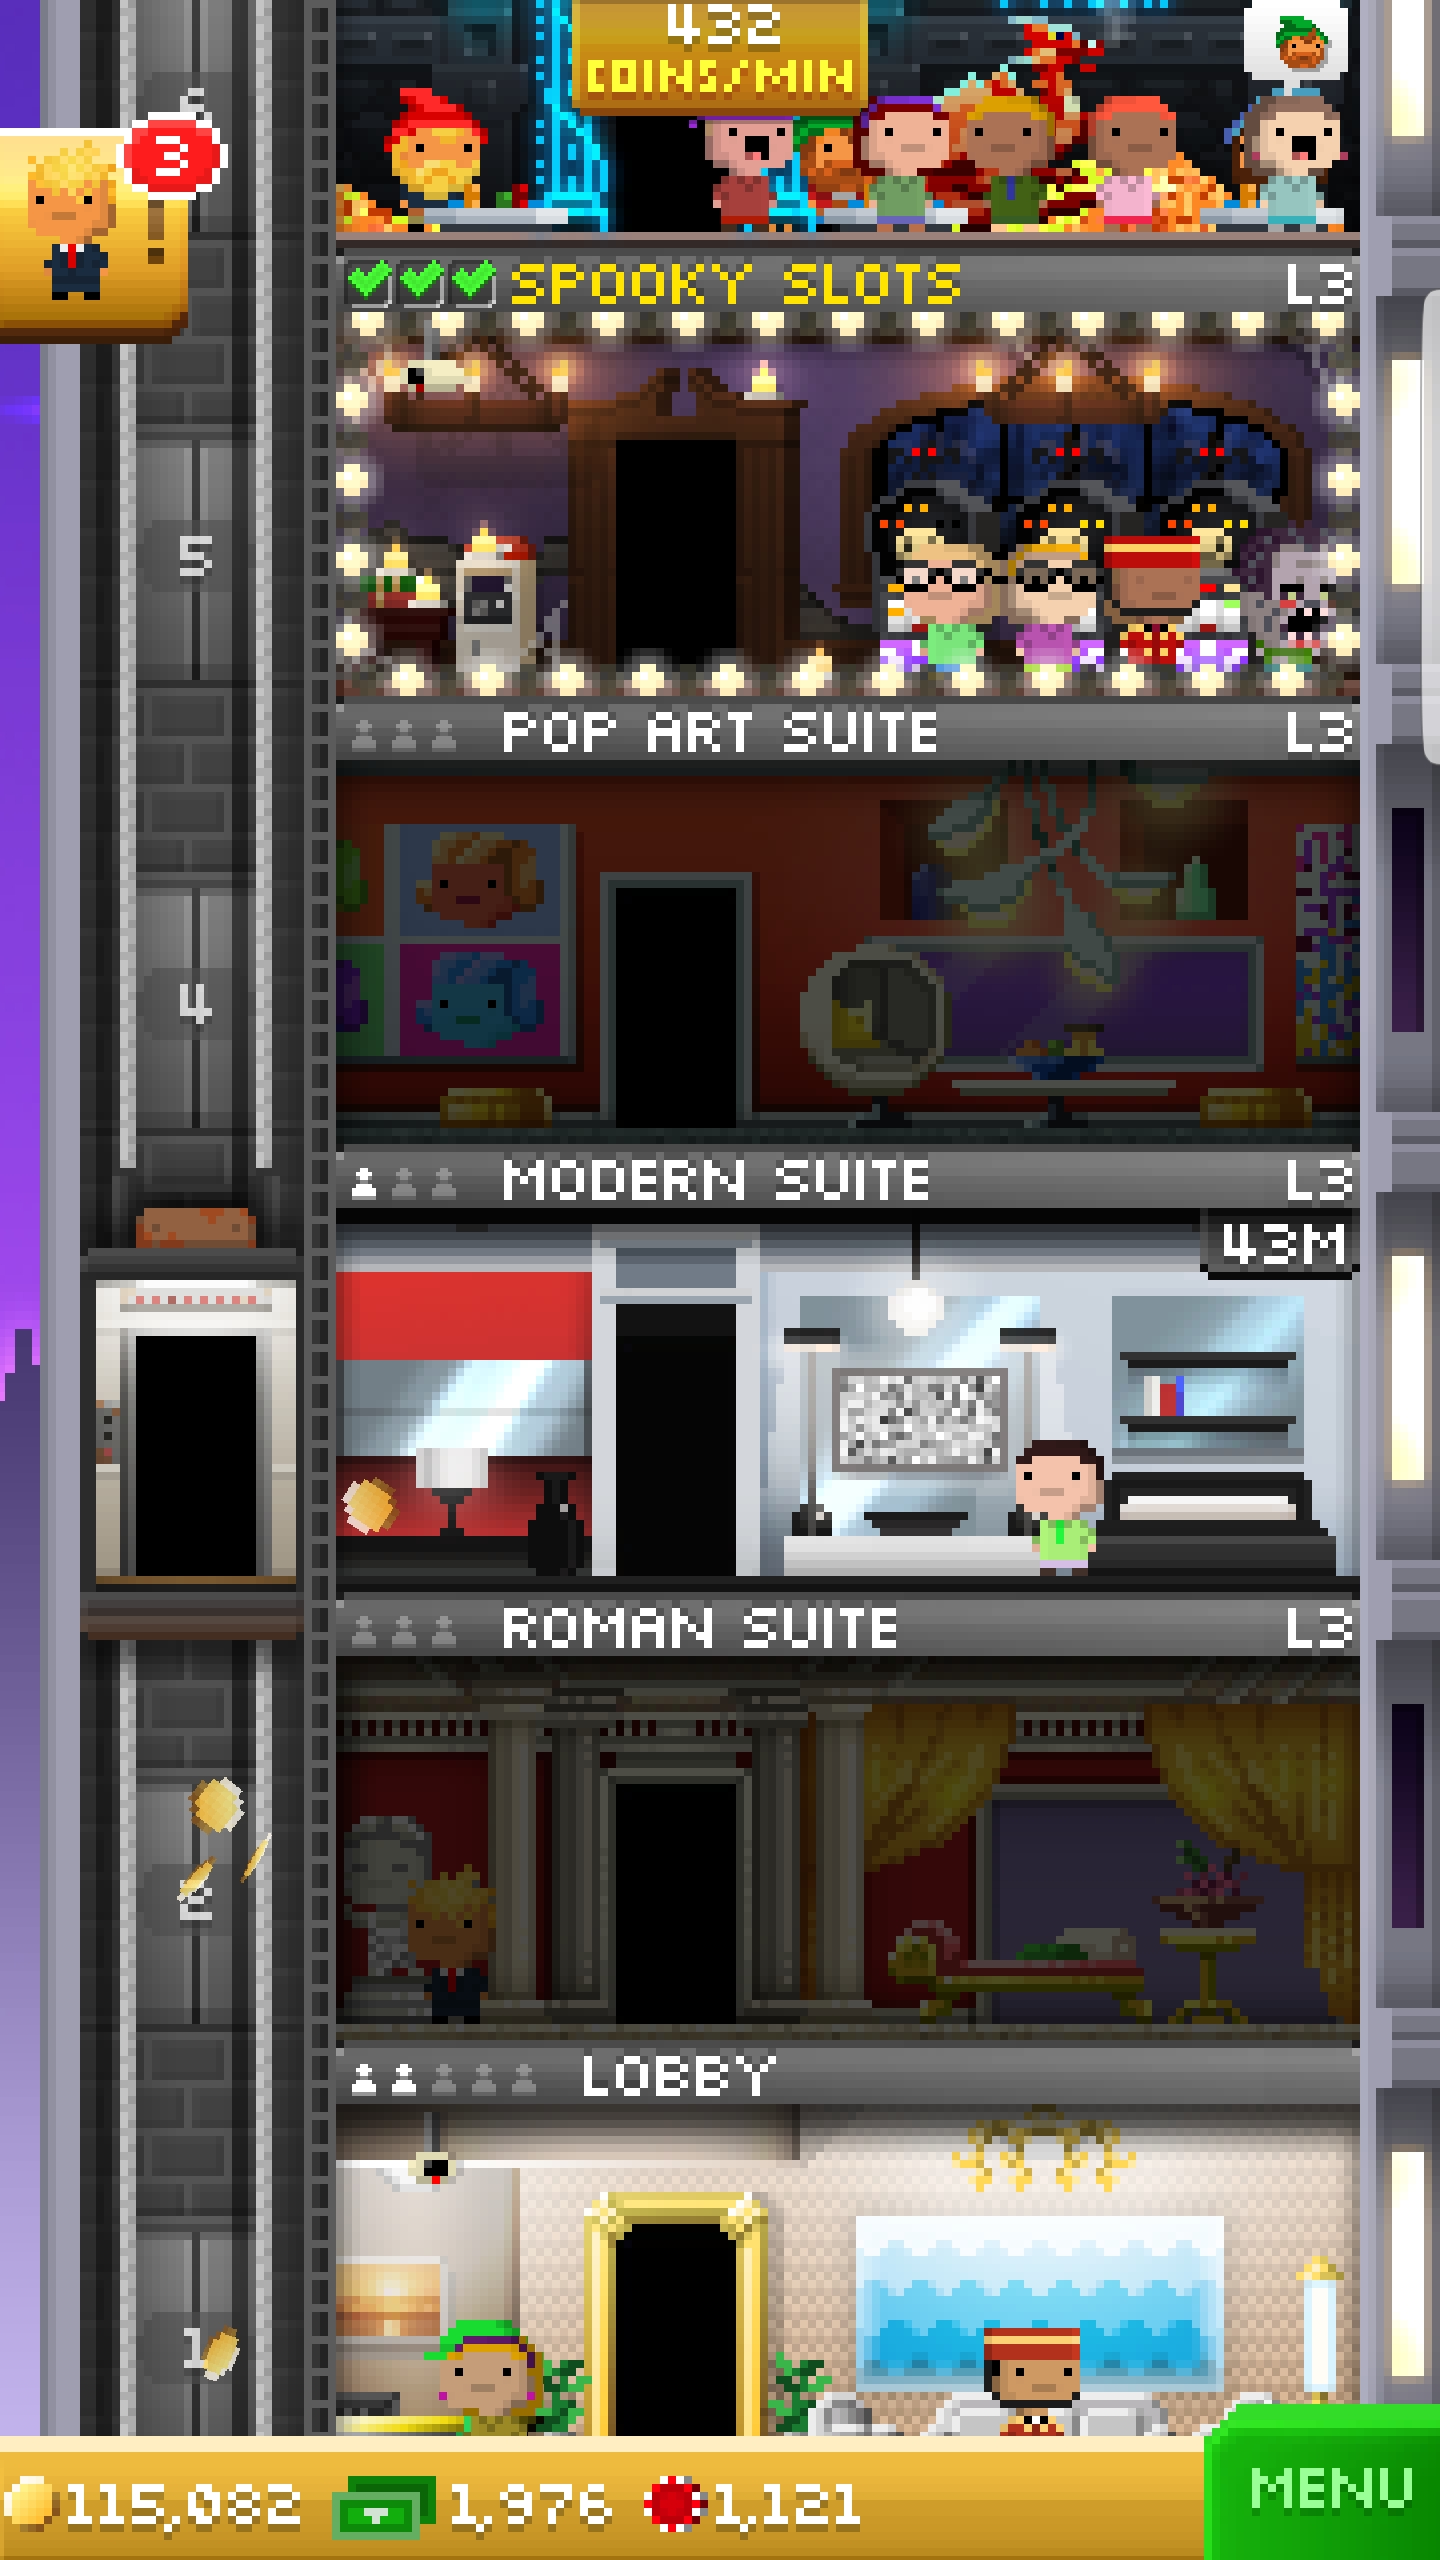 432
COINS/MIN
3
SPOOKY SLOTS L3
5
POP ART SUITE L3
4
MODERN SUITE L3
43M
ROMAN SUITE L3
2
LOBBY
1
115,082 1,976 1,121
MENU